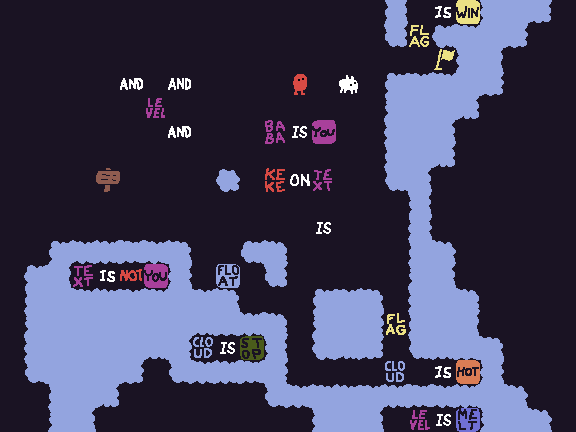 IS WIN
FLAG
AND AND
LEVEL
AND BABA IS YOU
KEKE ON TEXT
IS
TEXT IS NOT YOU FLOAT
FLAG
CLOUD IS STOP
CLOUD IS HOT
LEVEL IS MELT